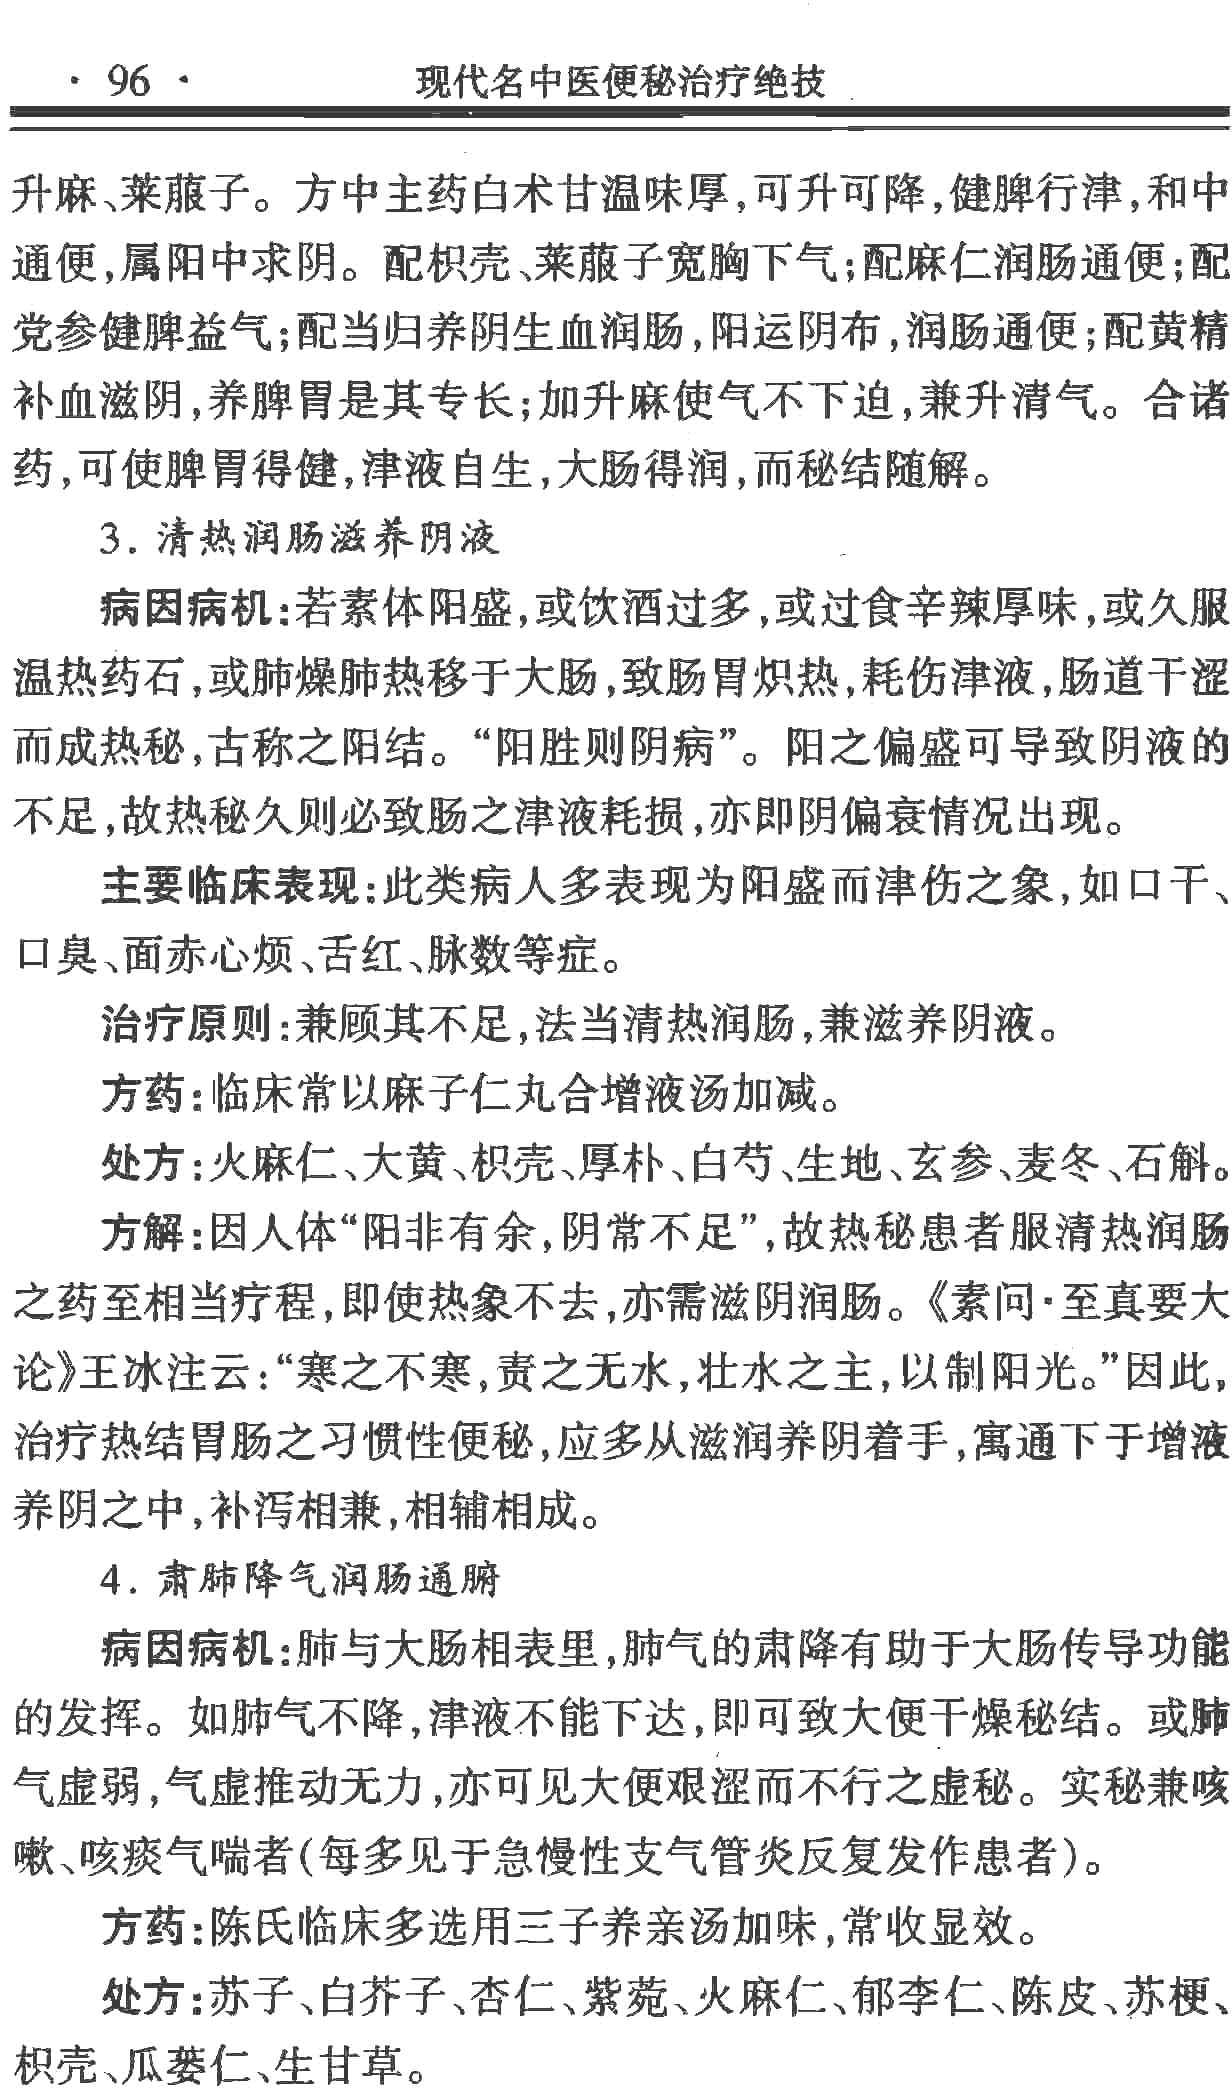 · 96 · 现代名中医便秘治疗绝技
升麻、莱菔子。方中主药白术甘温味厚,可升可降,健脾行津,和中
通便,属阳中求阴。配枳壳、莱菔子宽胸下气;配麻仁润肠通便;配
党参健脾益气;配当归养阴生血润肠,阳运阴布,润肠通便;配黄精
补血滋阴,养脾胃是其专长;加升麻使气不下迫,兼升清气。合诸
药,可使脾胃得健,津液自生,大肠得润,而秘结随解。
3. 清热润肠滋养阴液
病因病机:若素体阳盛,或饮酒过多,或过食辛辣厚味,或久服
温热药石,或肺燥肺热移于大肠,致肠胃炽热,耗伤津液,肠道干涩
而成热秘,古称之阳结。“阳胜则阴病”。阳之偏盛可导致阴液的
不足,故热秘久则必致肠之津液耗损,亦即阴偏衰情况出现。
主要临床表现:此类病人多表现为阳盛而津伤之象,如口干、
口臭、面赤心烦、舌红、脉数等症。
治疗原则:兼顾其不足,法当清热润肠,兼滋养阴液。
方药:临床常以麻子仁丸合增液汤加减。
处方:火麻仁、大黄、枳壳、厚朴、白芍、生地、玄参、麦冬、石斛。
方解:因人体“阳非有余,阴常不足”,故热秘患者服清热润肠
之药至相当疗程,即使热象不去,亦需滋阴润肠。《素问·至真要大
论》王冰注云:“寒之不寒,责之无水,壮水之主,以制阳光。”因此,
治疗热结胃肠之习惯性便秘,应多从滋润养阴着手,寓通下于增液
养阴之中,补泻相兼,相辅相成。
4. 肃肺降气润肠通腑
病因病机:肺与大肠相表里,肺气的肃降有助于大肠传导功能
的发挥。如肺气不降,津液不能下达,即可致大便干燥秘结。或肺
气虚弱,气虚推动无力,亦可见大便艰涩而不行之虚秘。实秘兼咳
嗽、咳痰气喘者(每多见于急慢性支气管炎反复发作患者)。
方药:陈氏临床多选用三子养亲汤加味,常收显效。
处方:苏子、白芥子、杏仁、紫菀、火麻仁、郁李仁、陈皮、苏梗、
枳壳、瓜蒌仁、生甘草。